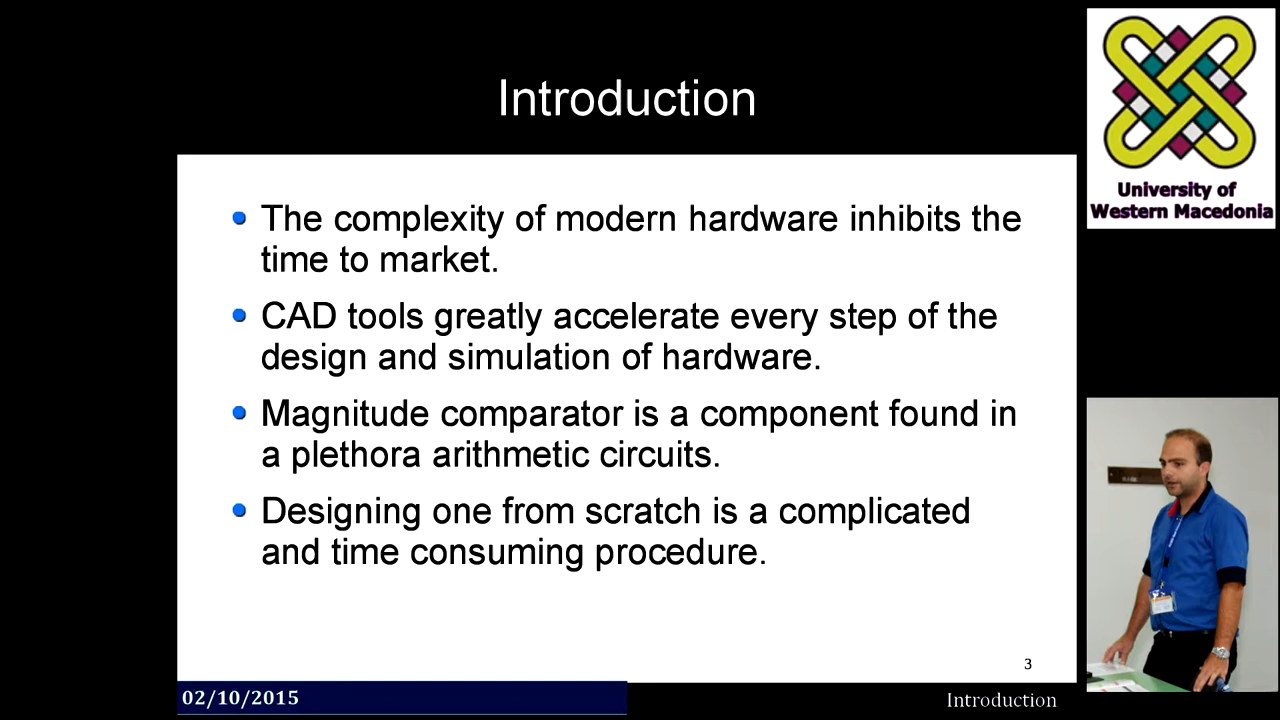 Introduction
University of
Western Macedonia
• The complexity of modern hardware inhibits the
time to market.
• CAD tools greatly accelerate every step of the
design and simulation of hardware.
• Magnitude comparator is a component found in
a plethora arithmetic circuits.
• Designing one from scratch is a complicated
and time consuming procedure.
3
02/10/2015
Introduction